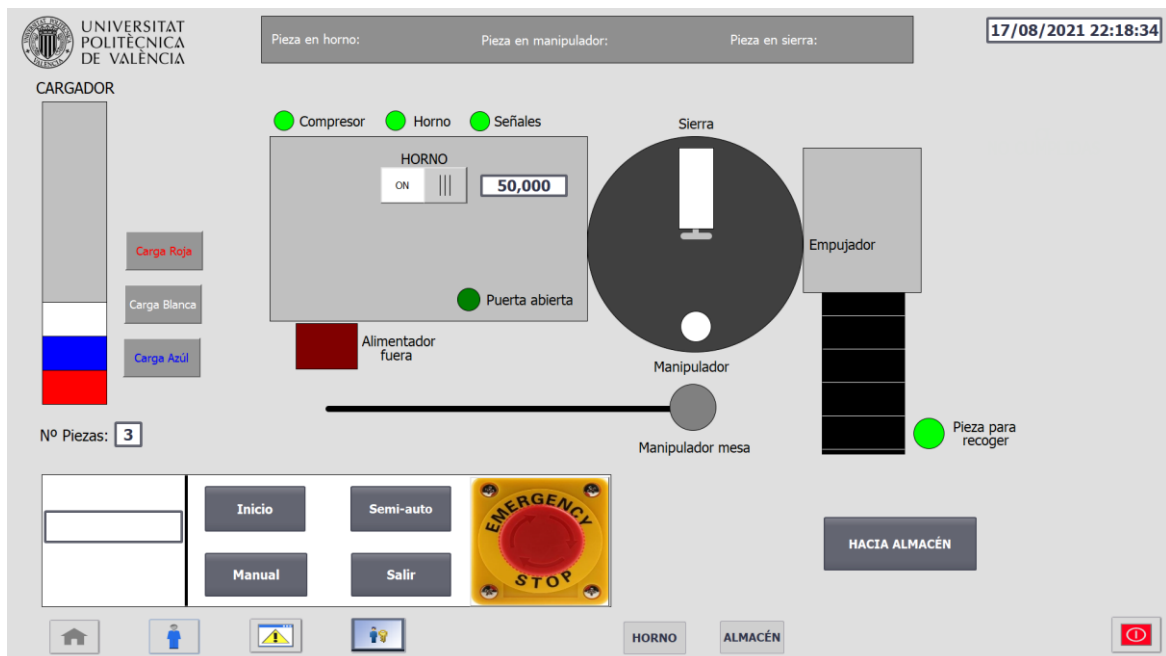 UNIVERSITAT
POLITÈCNICA
DE VALÈNCIA
Pieza en horno: Pieza en manipulador: Pieza en sierra:
17/08/2021 22:18:34
CARGADOR
Compresor Horno Señales
Sierra
HORNO
ON
50,000
Empujador
Carga Roja
Carga Blanca
Puerta abierta
Carga Azúl
Alimentador
fuera
Manipulador
Nº Piezas: 3
Manipulador mesa
Pieza para
recoger
Inicio
Semi-auto
EMERGENCY
STOP
Manual
Salir
HACIA ALMACÉN
HORNO
ALMACÉN